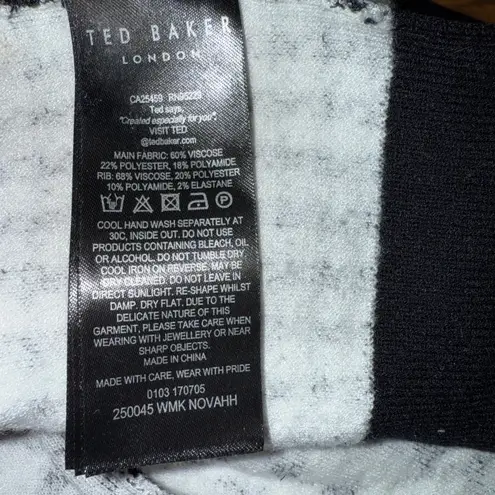 TED BAKER
LONDON
CA25459 RN95229
Ted says,
"Created especially for you".
VISIT TED
@tedbaker.com
MAIN FABRIC: 60% VISCOSE
22% POLYESTER, 18% POLYAMIDE
RIB: 68% VISCOSE, 20% POLYESTER
10% POLYAMIDE, 2% ELASTANE
COOL HAND WASH SEPARATELY AT
30C, INSIDE OUT. DO NOT USE
PRODUCTS CONTAINING BLEACH, OIL
OR ALCOHOL. DO NOT TUMBLE DRY.
COOL IRON ON REVERSE. MAY BE
DRY CLEANED. DO NOT LEAVE IN
DIRECT SUNLIGHT. RE-SHAPE WHILST
DAMP. DRY FLAT. DUE TO THE
DELICATE NATURE OF THIS
GARMENT, PLEASE TAKE CARE WHEN
WEARING WITH JEWELLERY OR NEAR
SHARP OBJECTS.
MADE IN CHINA
MADE WITH CARE, WEAR WITH PRIDE
0103 170705
250045 WMK NOVAHH